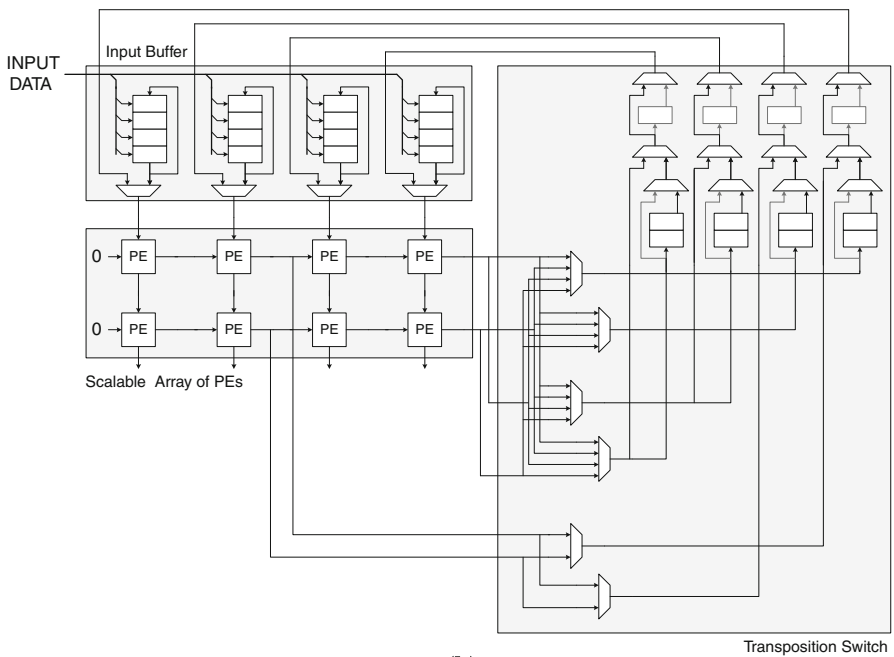 Input Buffer
INPUT
DATA
0
PE
PE
PE
PE
0
PE
PE
PE
PE
Scalable Array of PEs
Transposition Switch